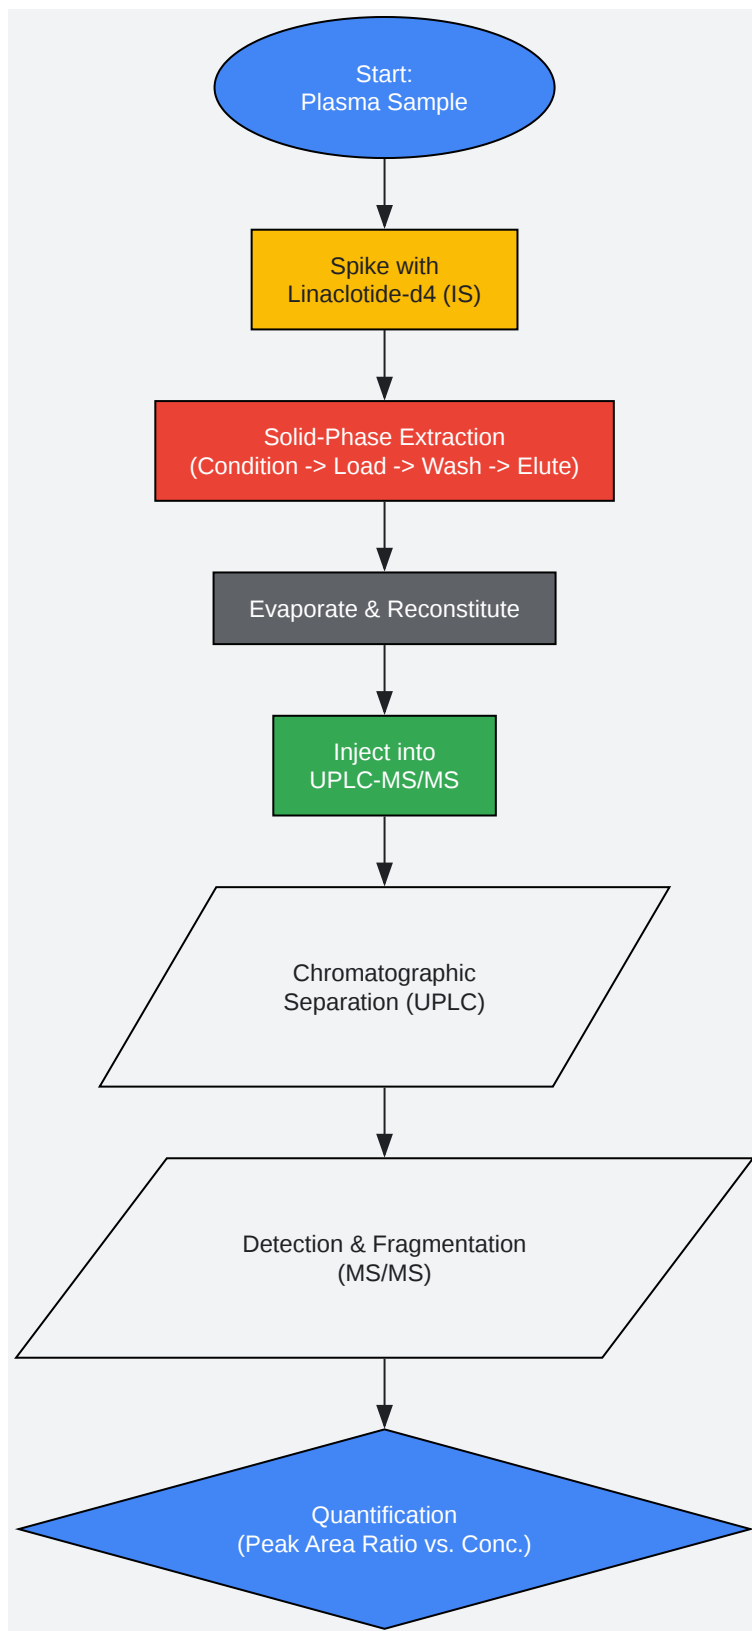 Start:
Plasma Sample
Spike with
Linaclotide-d4 (IS)
Solid-Phase Extraction
(Condition -> Load -> Wash -> Elute)
Evaporate & Reconstitute
Inject into
UPLC-MS/MS
Chromatographic
Separation (UPLC)
Detection & Fragmentation
(MS/MS)
Quantification
(Peak Area Ratio vs. Conc.)